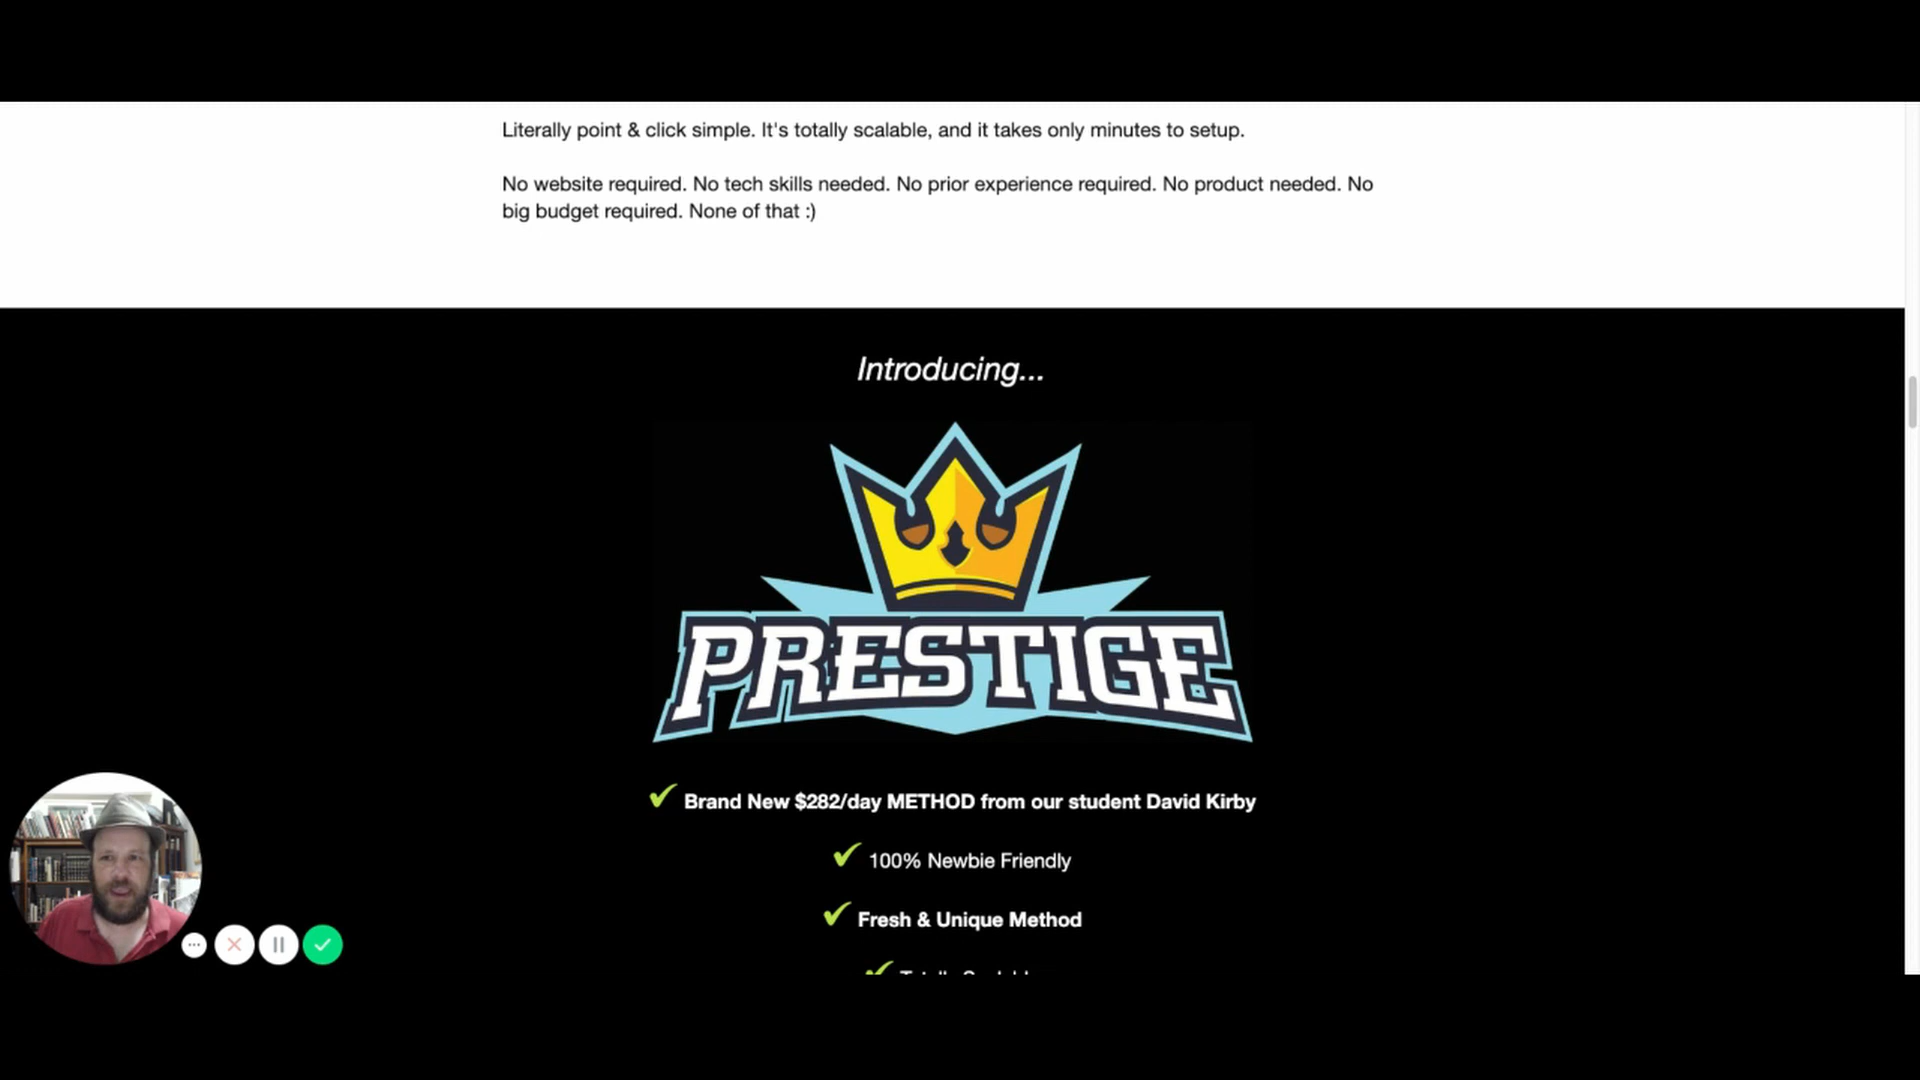 Literally point & click simple. It's totally scalable, and it takes only minutes to setup.
No website required. No tech skills needed. No prior experience required. No product needed. No
big budget required. None of that :)
Introducing...
PRESTIGE
Brand New $282/day METHOD from our student David Kirby
100% Newbie Friendly
Fresh & Unique Method